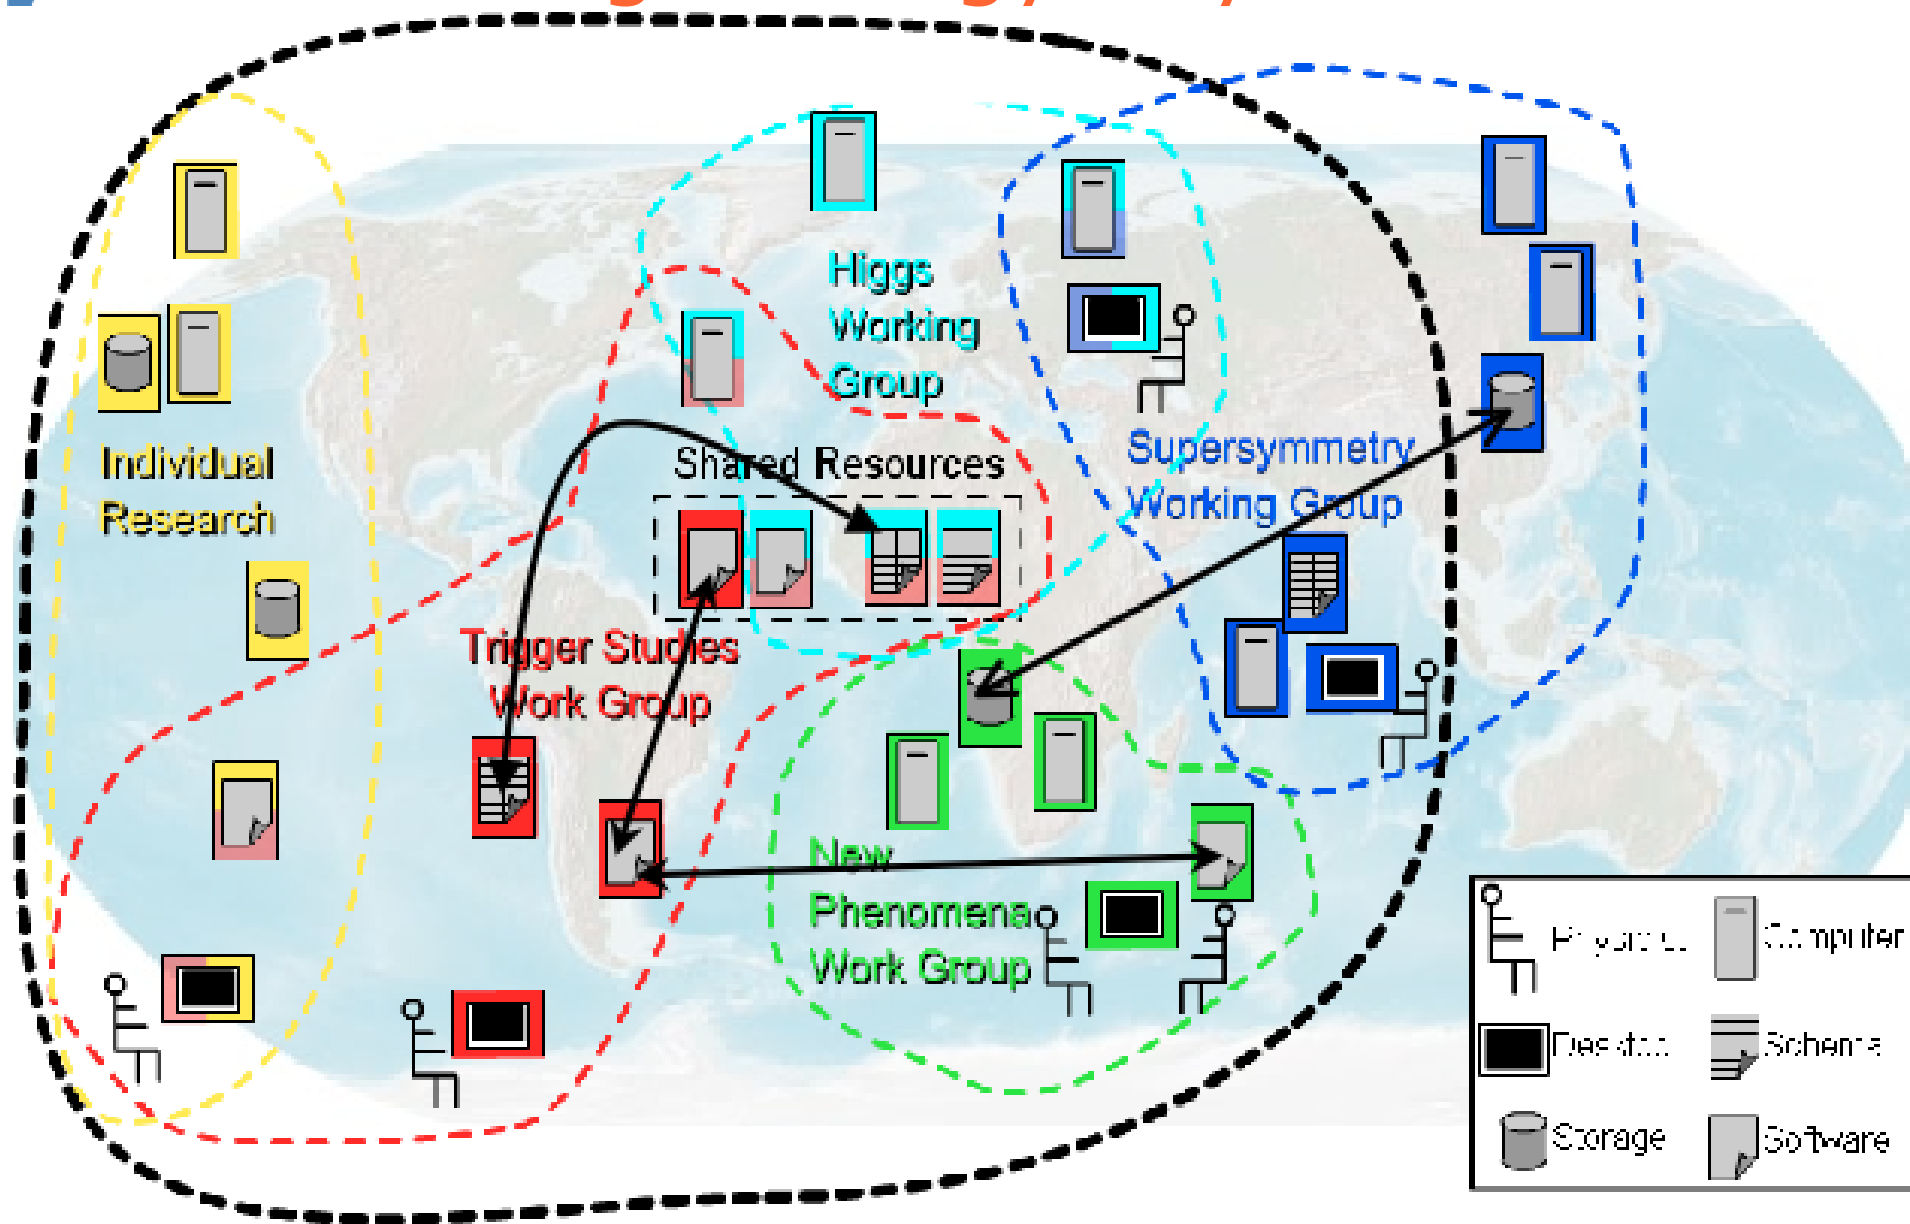 Higgs
Working
Group
Individual
Research
Shared Resources
Supersymmetry
Working Group
Trigger Studies
Work Group
New
Phenomena
Work Group
Computer
Desktop
Schema
Storage
Software